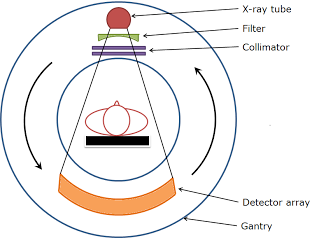 X-ray tube
Filter
Collimator
Detector array
Gantry